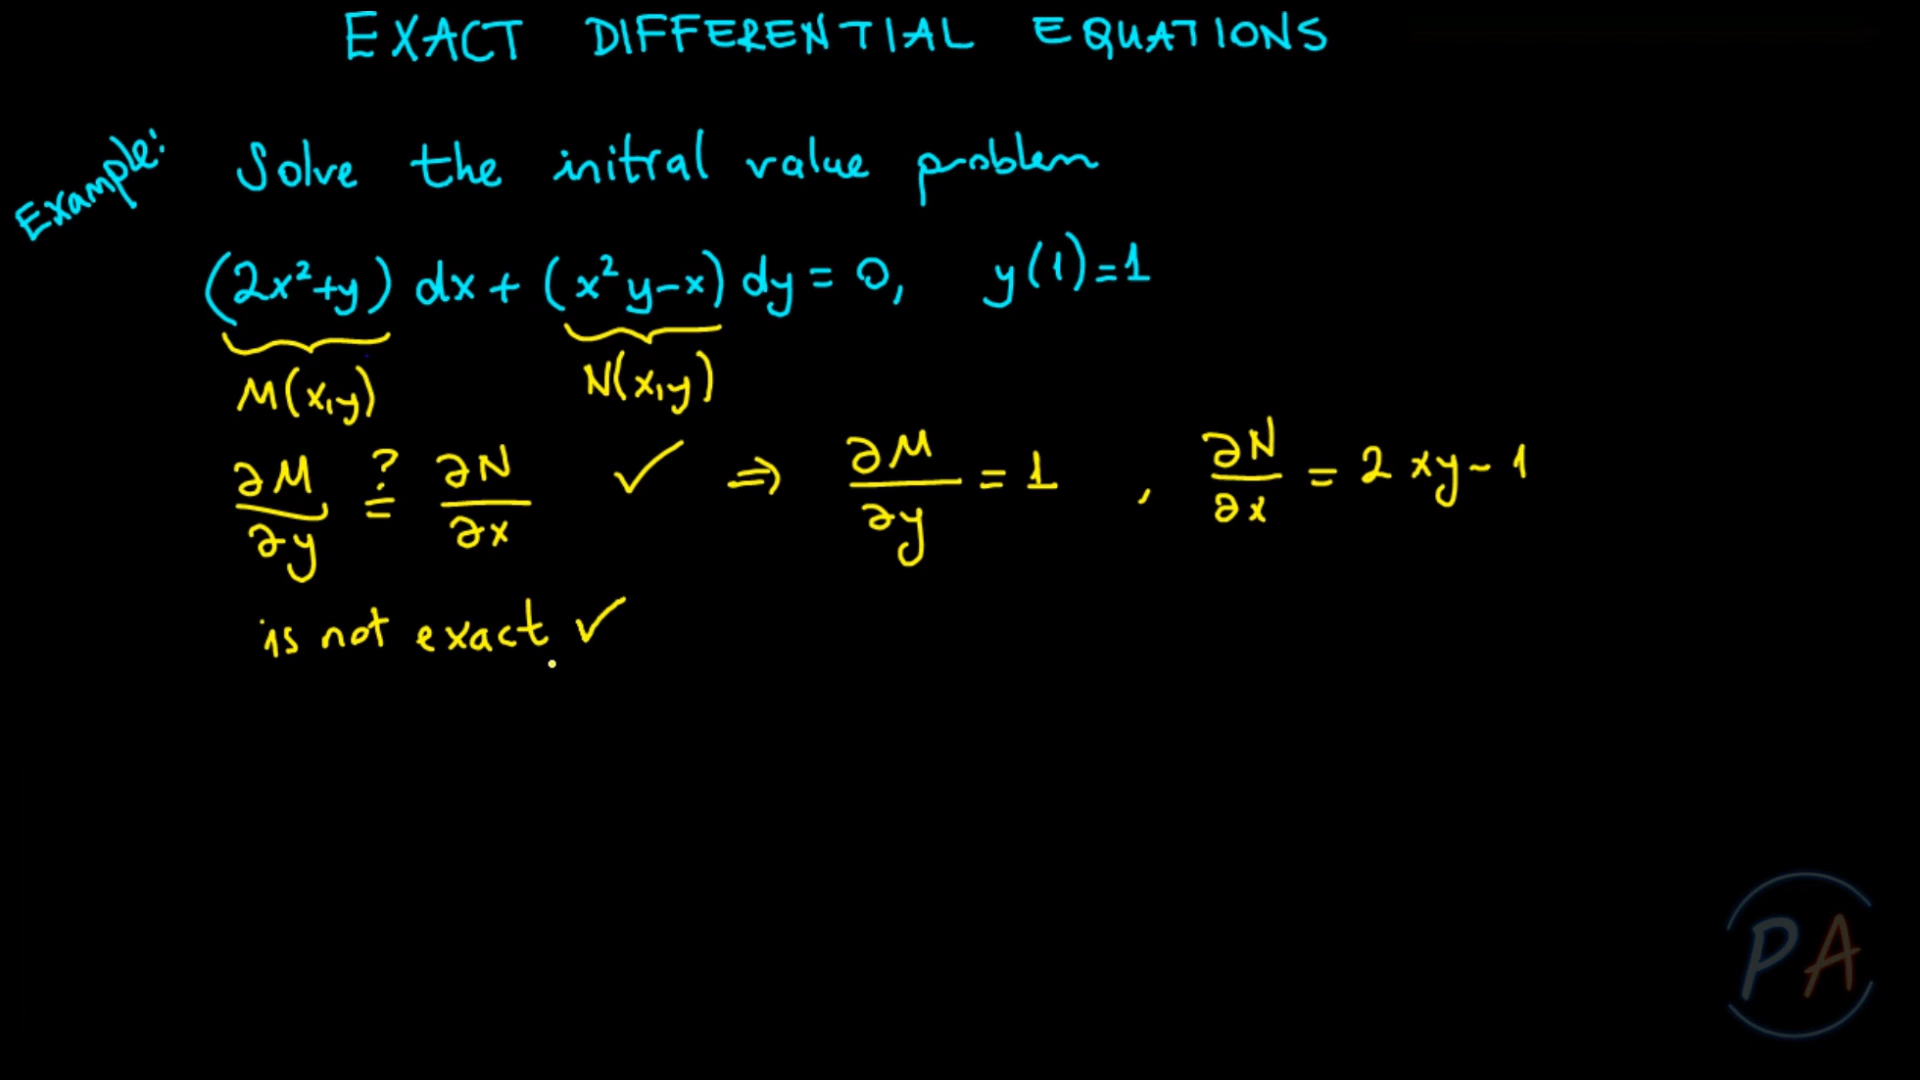 EXACT DIFFERENTIAL EQUATIONS
Example: Solve the initial value problem
(2x²+y) dx + (x²y-x) dy = 0, y(1)=1
M(x,y) N(x,y)
∂M/∂y ≟ ∂N/∂x ✓ ⇒ ∂M/∂y = 1 , ∂N/∂x = 2xy-1
is not exact ✓
PA